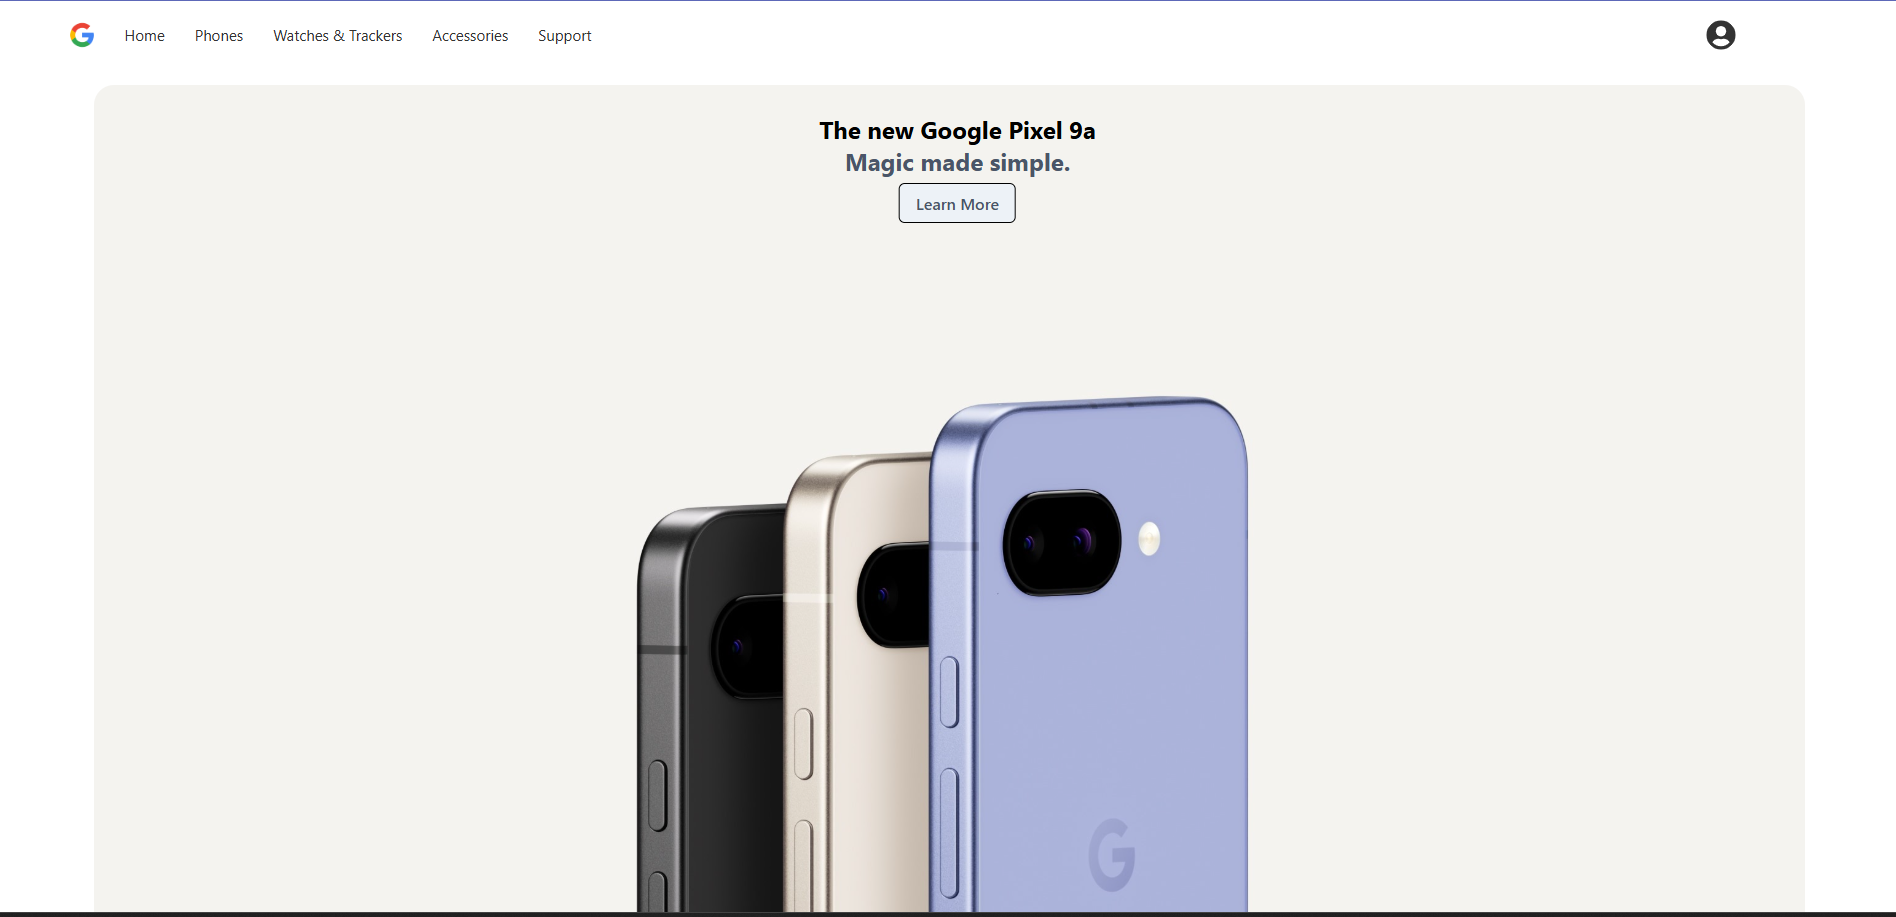 Home Phones Watches & Trackers Accessories Support
The new Google Pixel 9a
Magic made simple.
Learn More